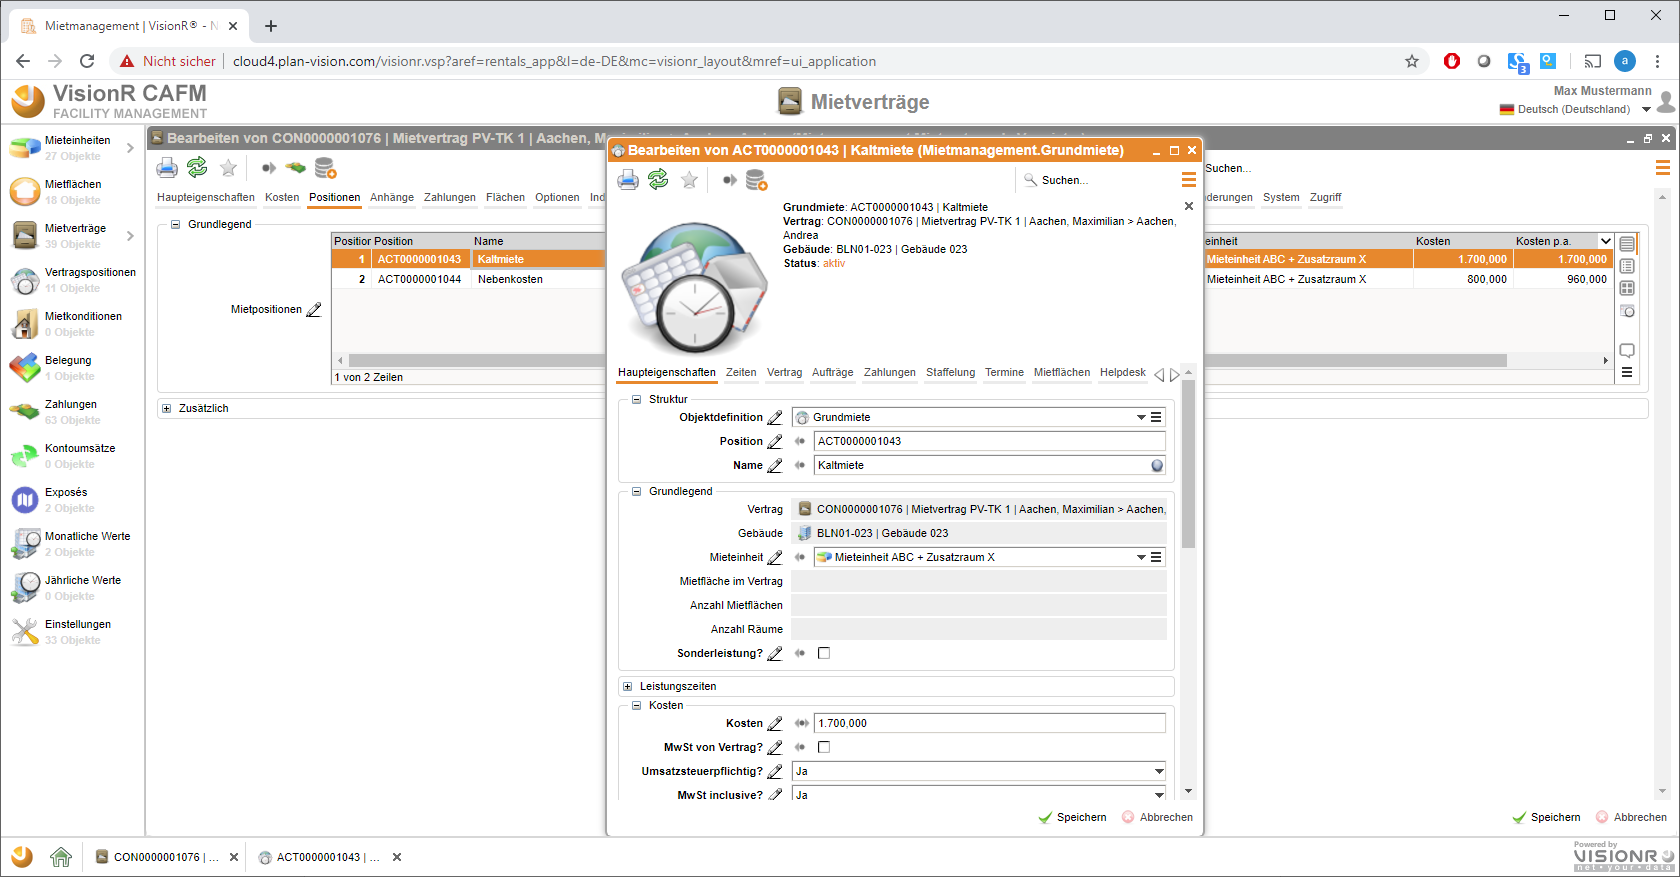 Mietmanagement | VisionR® - N
Nicht sicher | cloud4.plan-vision.com/visionr.vsp?aref=rentals_app&l=de-DE&mc=visionr_layout&mref=ui_application
3
a
VisionR CAFM
FACILITY MANAGEMENT
Mietverträge
Max Mustermann
Deutsch (Deutschland)
Mieteinheiten
27 Objekte
Mietflächen
18 Objekte
Mietverträge
39 Objekte
Vertragspositionen
11 Objekte
Mietkonditionen
0 Objekte
Belegung
1 Objekte
Zahlungen
63 Objekte
Kontoumsätze
0 Objekte
Exposés
2 Objekte
Monatliche Werte
2 Objekte
Jährliche Werte
0 Objekte
Einstellungen
33 Objekte
Bearbeiten von CON0000001076 | Mietvertrag PV-TK 1 | Aachen, M
Suchen...
Haupteigenschaften Kosten Positionen Anhänge Zahlungen Flächen Optionen Ind
derungen System Zugriff
Grundlegend
Mietpositionen
Position Position Name
einheit Kosten Kosten p.a.
1 ACT0000001043 Kaltmiete
Mieteinheit ABC + Zusatzraum X 1.700,000 1.700,000
2 ACT0000001044 Nebenkosten
Mieteinheit ABC + Zusatzraum X 800,000 960,000
1 von 2 Zeilen
Zusätzlich
Bearbeiten von ACT0000001043 | Kaltmiete (Mietmanagement.Grundmiete)
Suchen...
Grundmiete: ACT0000001043 | Kaltmiete
Vertrag: CON0000001076 | Mietvertrag PV-TK 1 | Aachen, Maximilian > Aachen,
Andrea
Gebäude: BLN01-023 | Gebäude 023
Status: aktiv
Haupteigenschaften Zeiten Vertrag Aufträge Zahlungen Staffelung Termine Mietflächen Helpdesk
Struktur
Objektdefinition Grundmiete
Position ACT0000001043
Name Kaltmiete
Grundlegend
Vertrag CON0000001076 | Mietvertrag PV-TK 1 | Aachen, Maximilian > Aachen,
Gebäude BLN01-023 | Gebäude 023
Mieteinheit Mieteinheit ABC + Zusatzraum X
Mietfläche im Vertrag
Anzahl Mietflächen
Anzahl Räume
Sonderleistung?
Leistungszeiten
Kosten
Kosten 1.700,000
MwSt von Vertrag?
Umsatzsteuerpflichtig? Ja
MwSt inclusive? Ja
Speichern Abbrechen
Speichern Abbrechen
CON0000001076 | ...
ACT0000001043 | ...
Powered by
VISIONR
net • your • data